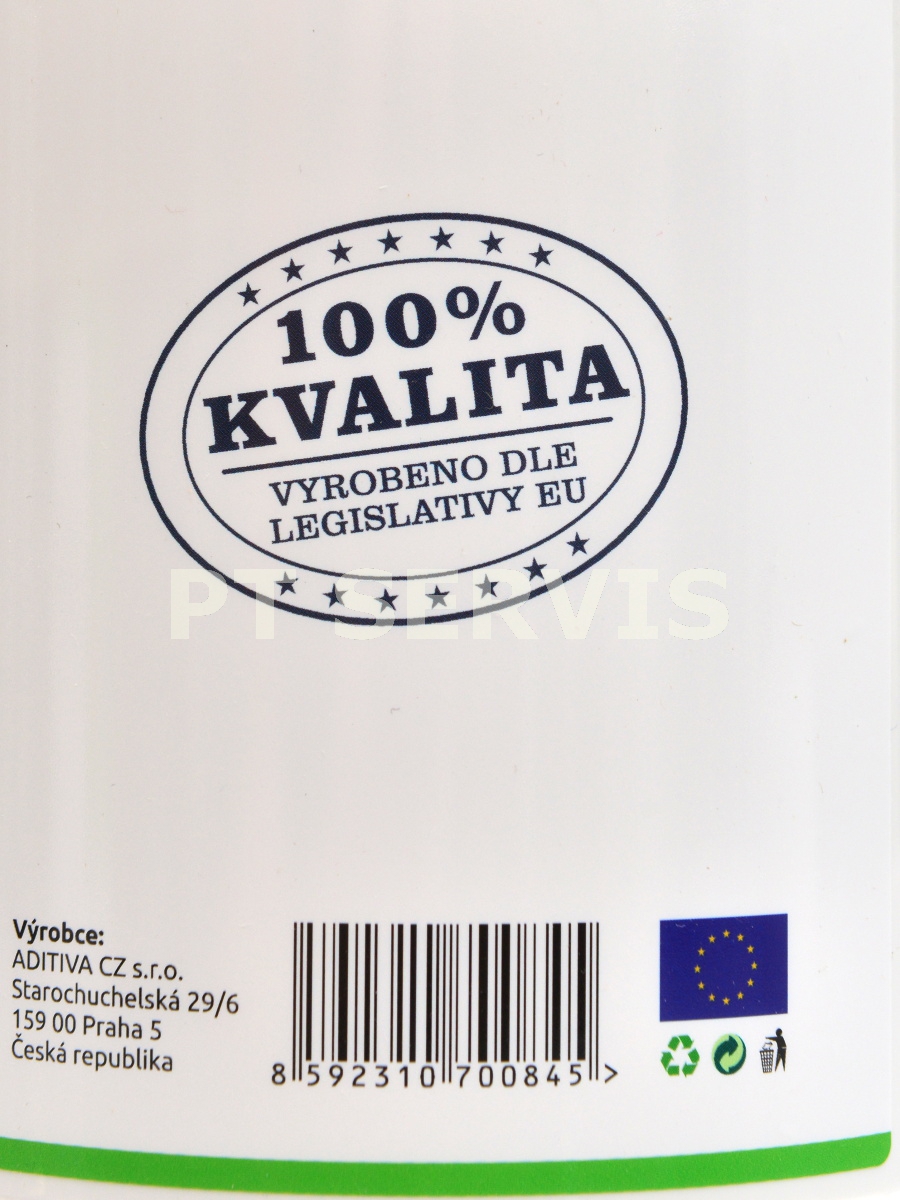 100%
KVALITA
VYROBENO DLE
LEGISLATIVY EU
PT SERVIS
Výrobce:
ADITIVA CZ s.r.o.
Starochuchelská 29/6
159 00 Praha 5
Česká republika
8 592310 700845 >